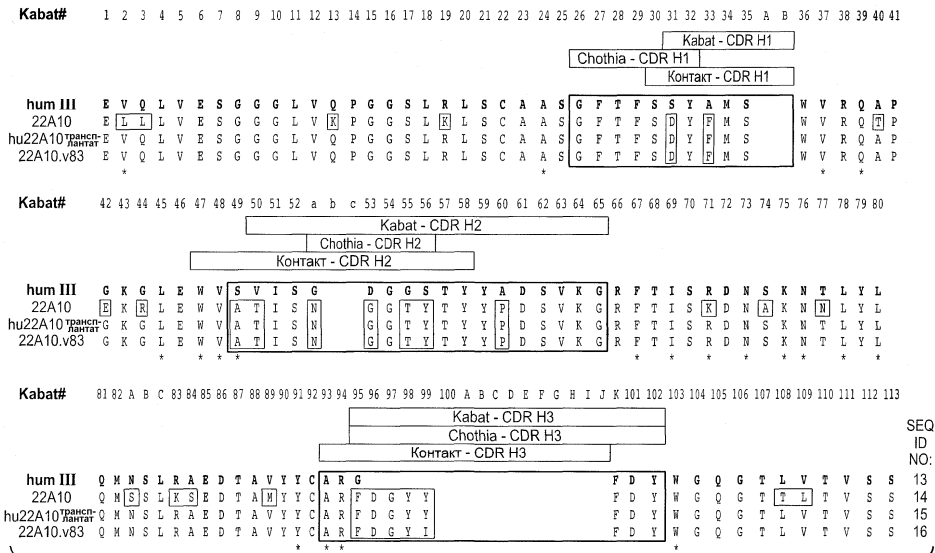 Kabat# 1 2 3 4 5 6 7 8 9 10 11 12 13 14 15 16 17 18 19 20 21 22 23 24 25 26 27 28 29 30 31 32 33 34 35 A B 36 37 38 39 40 41
Kabat - CDR H1
Chothia - CDR H1
Контакт - CDR H1
hum III E V Q L V E S G G G L V Q P G G S L R L S C A A S G F T F S S Y A M S W V R Q A P
22A10 E L L L V E S G G G L V K P G G S L K L S C A A S G F T F S D Y F M S W V R Q T P
hu22A10 трансп-лантат E V Q L V E S G G G L V Q P G G S L R L S C A A S G F T F S D Y F M S W V R Q A P
22A10.v83 E V Q L V E S G G G L V Q P G G S L R L S C A A S G F T F S D Y F M S W V R Q A P
* * * *
Kabat# 42 43 44 45 46 47 48 49 50 51 52 a b c 53 54 55 56 57 58 59 60 61 62 63 64 65 66 67 68 69 70 71 72 73 74 75 76 77 78 79 80
Kabat - CDR H2
Chothia - CDR H2
Контакт - CDR H2
hum III G K G L E W V S V I S G D G G S T Y Y A D S V K G R F T I S R D N S K N T L Y L
22A10 E K R L E W V A T I S N G G G T Y T Y Y P D S V K G R F T I S K D N A K N N L Y L
hu22A10 трансп-лантат G K G L E W V A T I S N G G G T Y T Y Y P D S V K G R F T I S R D N S K N T L Y L
22A10.v83 G K G L E W V A T I S N G G G T Y T Y Y P D S V K G R F T I S R D N S K N T L Y L
* * * * * * * * * * *
Kabat# 81 82 A B C 83 84 85 86 87 88 89 90 91 92 93 94 95 96 97 98 99 100 A B C D E F G H I J K 101 102 103 104 105 106 107 108 109 110 111 112 113
Kabat - CDR H3
Chothia - CDR H3
Контакт - CDR H3
SEQ
ID
NO:
hum III Q M N S L R A E D T A V Y Y C A R G F D Y W G Q G T L V T V S S 13
22A10 Q M S S L K S E D T A M Y Y C A R F D G Y Y F D Y W G Q G T T L T V S S 14
hu22A10 трансп-лантат Q M N S L R A E D T A V Y Y C A R F D G Y Y F D Y W G Q G T L V T V S S 15
22A10.v83 Q M N S L R A E D T A V Y Y C A R F D G Y I F D Y W G Q G T L V T V S S 16
* * * *